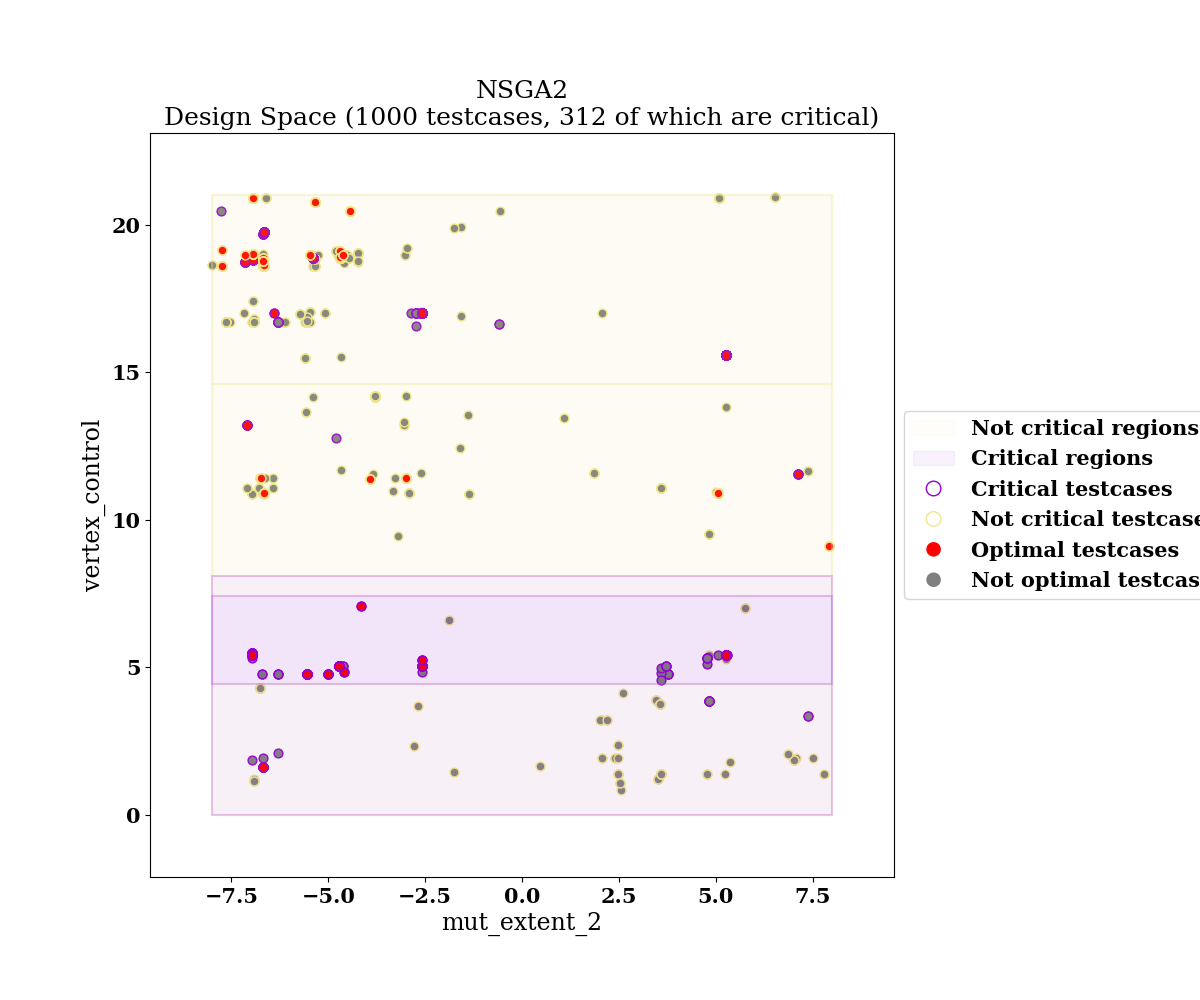 NSGA2
Design Space (1000 testcases, 312 of which are critical)
vertex_control
20
15
10
5
0
−7.5
−5.0
−2.5
0.0
2.5
5.0
7.5
mut_extent_2
Not critical regions
Critical regions
Critical testcases
Not critical testcase
Optimal testcases
Not optimal testcas